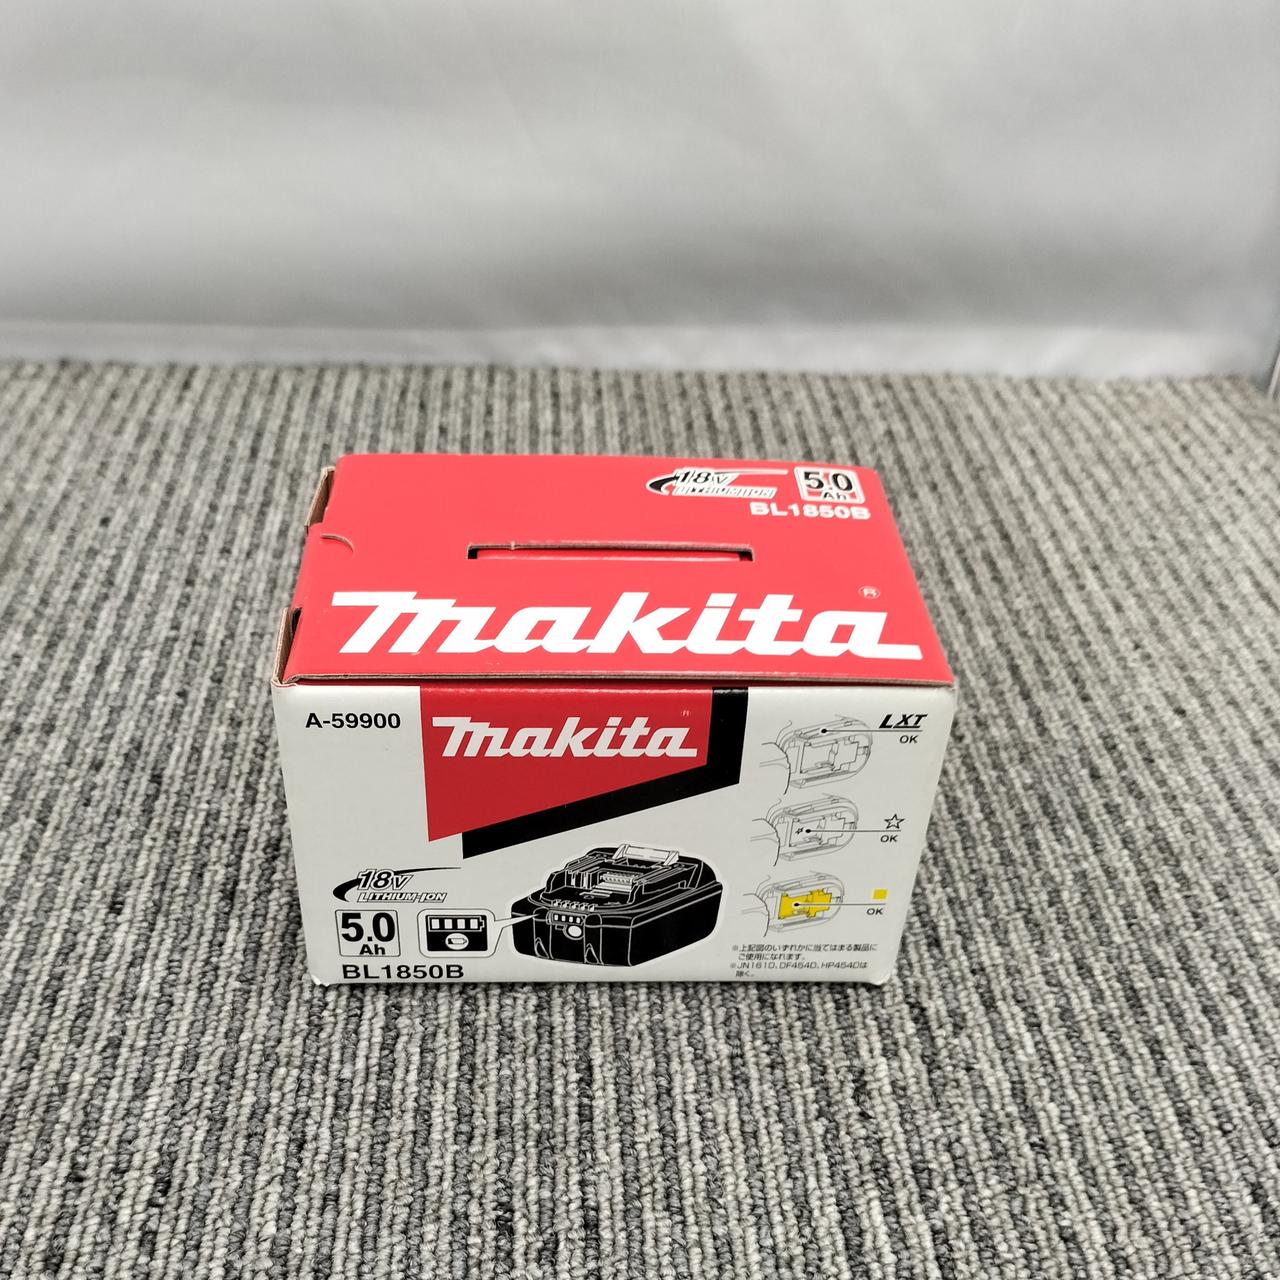 18V
LITHIUM-ION
5.0
Ah
BL1850B
makita®
A-59900
makita®
LXT
OK
☆
OK
OK
18V
LITHIUM-ION
5.0
Ah
BL1850B
※上記図のいずれかに当てはまる製品に
ご使用になれます。
※JN161D、DF454D、HP454Dは
除く。